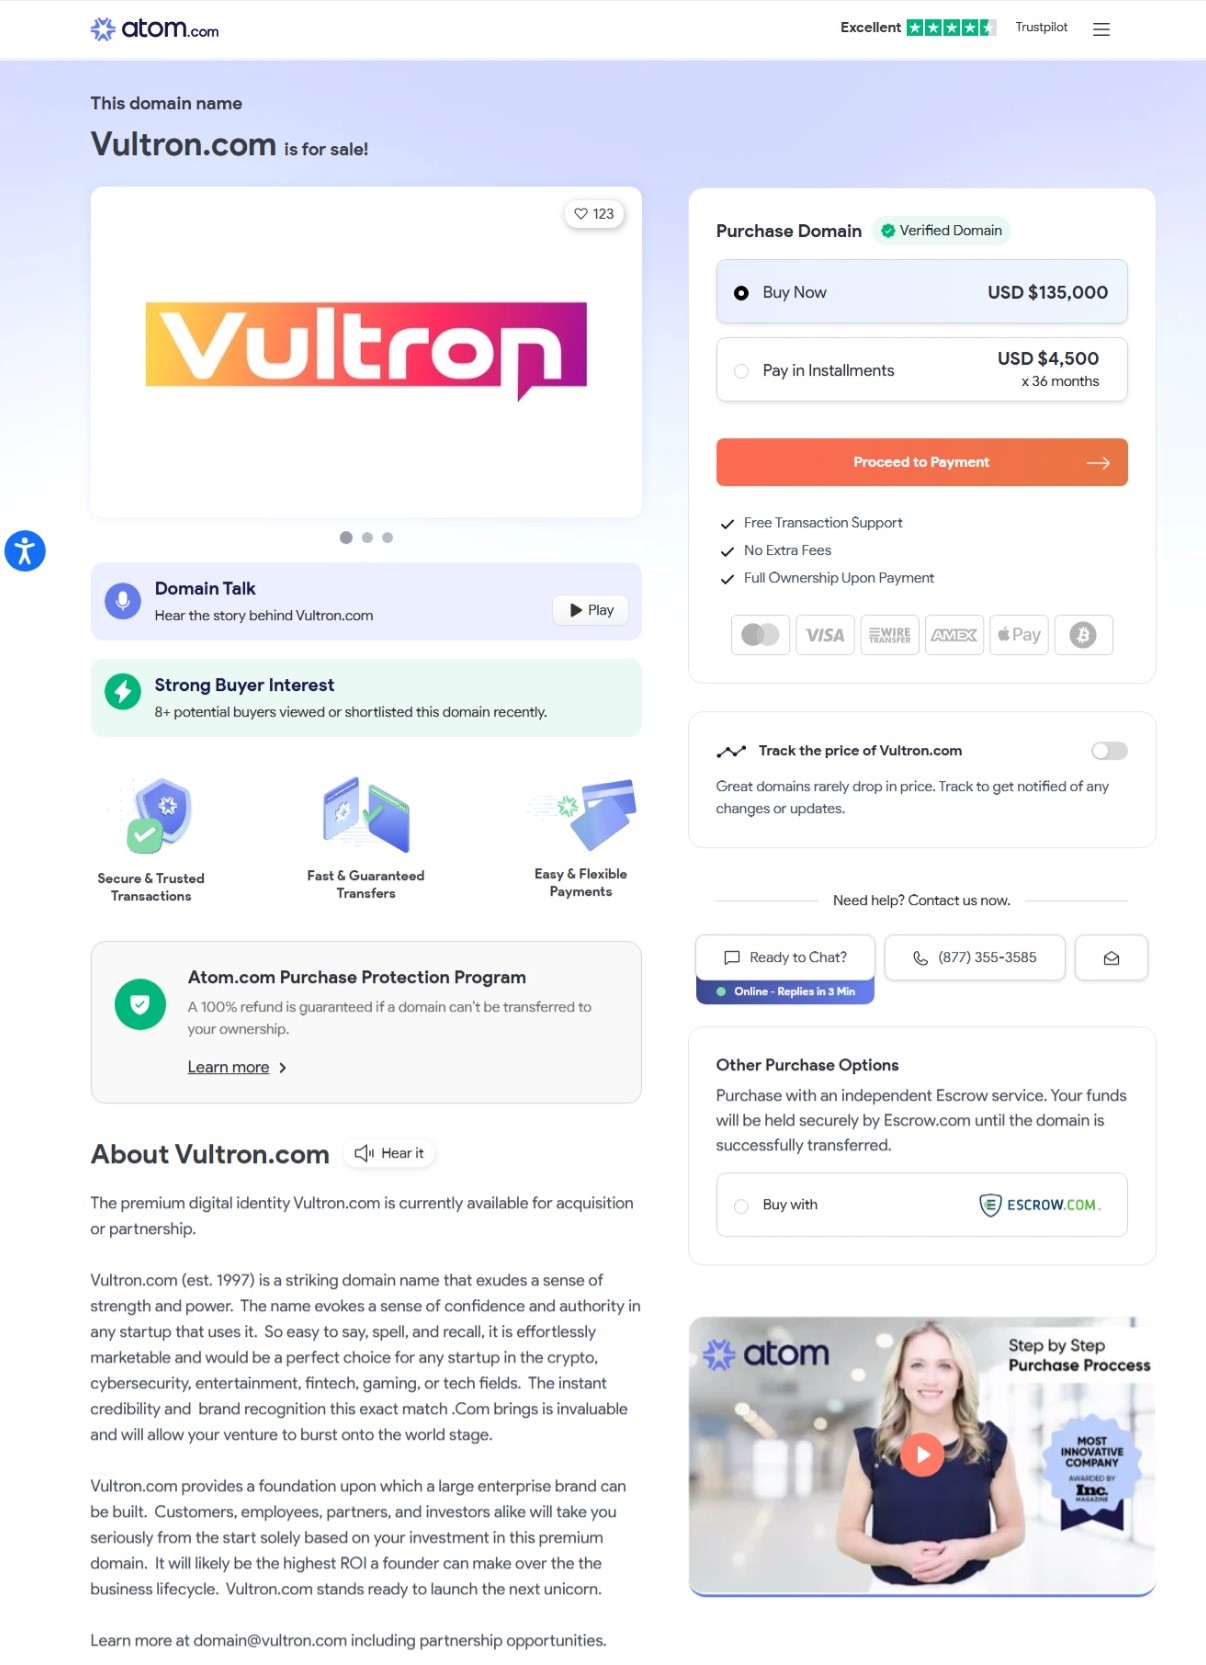 atom.com
Excellent
Trustpilot
This domain name
Vultron.com is for sale!
123
Vultron
Domain Talk
Hear the story behind Vultron.com
Play
Strong Buyer Interest
8+ potential buyers viewed or shortlisted this domain recently.
Secure & Trusted
Transactions
Fast & Guaranteed
Transfers
Easy & Flexible
Payments
Atom.com Purchase Protection Program
A 100% refund is guaranteed if a domain can't be transferred to
your ownership.
Learn more
About Vultron.com
Hear it
The premium digital identity Vultron.com is currently available for acquisition
or partnership.
Vultron.com (est. 1997) is a striking domain name that exudes a sense of
strength and power. The name evokes a sense of confidence and authority in
any startup that uses it. So easy to say, spell, and recall, it is effortlessly
marketable and would be a perfect choice for any startup in the crypto,
cybersecurity, entertainment, fintech, gaming, or tech fields. The instant
credibility and brand recognition this exact match .Com brings is invaluable
and will allow your venture to burst onto the world stage.
Vultron.com provides a foundation upon which a large enterprise brand can
be built. Customers, employees, partners, and investors alike will take you
seriously from the start solely based on your investment in this premium
domain. It will likely be the highest ROI a founder can make over the the
business lifecycle. Vultron.com stands ready to launch the next unicorn.
Learn more at domain@vultron.com including partnership opportunities.
Purchase Domain
Verified Domain
Buy Now
USD $135,000
Pay in Installments
USD $4,500
x 36 months
Proceed to Payment
Free Transaction Support
No Extra Fees
Full Ownership Upon Payment
VISA
WIRE
TRANSFER
AMEX
Pay
Track the price of Vultron.com
Great domains rarely drop in price. Track to get notified of any
changes or updates.
Need help? Contact us now.
Ready to Chat?
Online - Replies in 3 Min
(877) 355-3585
Other Purchase Options
Purchase with an independent Escrow service. Your funds
will be held securely by Escrow.com until the domain is
successfully transferred.
Buy with
ESCROW.COM
atom
Step by Step
Purchase Proccess
MOST
INNOVATIVE
COMPANY
AWARDED BY
Inc.
MAGAZINE